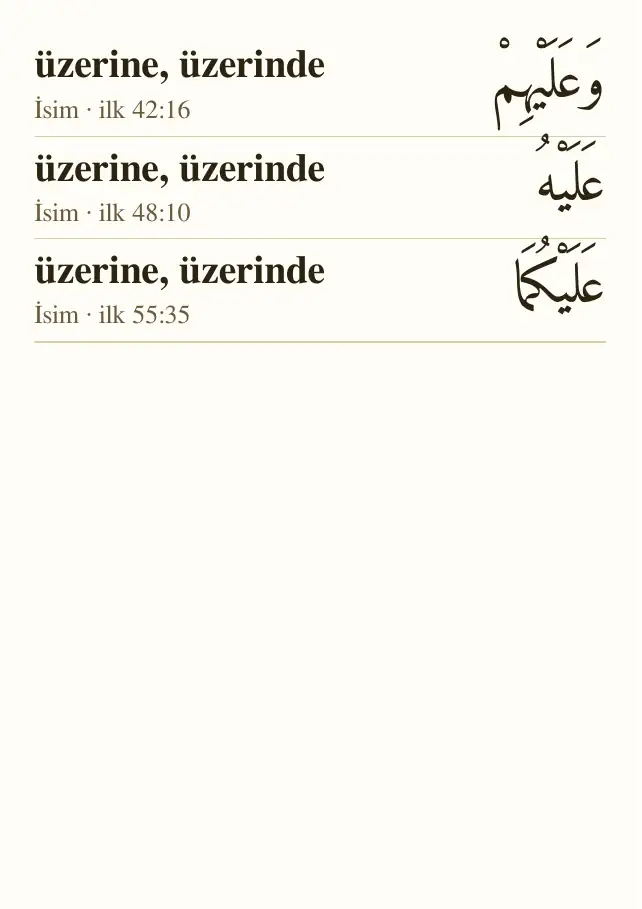 üzerine, üzerinde وَعَلَيْهِمْ
İsim · ilk 42:16
üzerine, üzerinde عَلَيْهُ
İsim · ilk 48:10
üzerine, üzerinde عَلَيْكُمَا
İsim · ilk 55:35